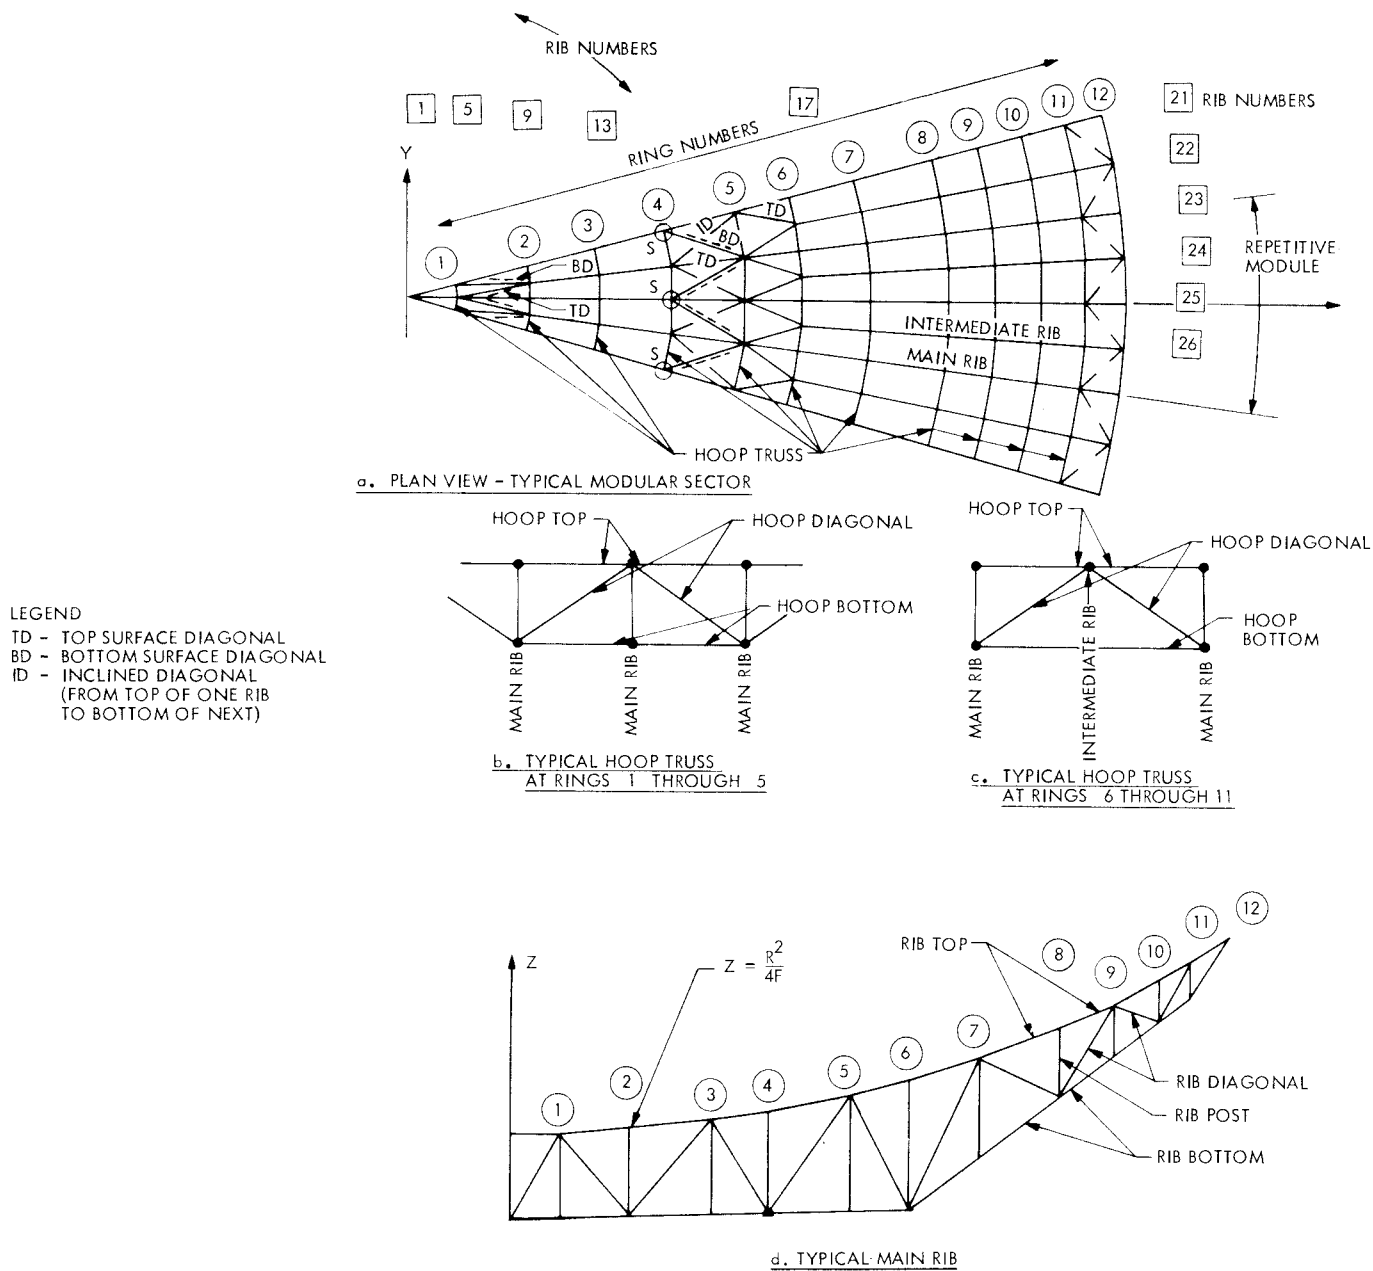 RIB NUMBERS
1
5
9
13
17
21 RIB NUMBERS
22
23
24
25
26
RING NUMBERS
1
2
3
4
5
6
7
8
9
10
11
12
Y
REPETITIVE
MODULE
TD
ID
BD
S
TD
BD
S
TD
S
INTERMEDIATE RIB
MAIN RIB
HOOP TRUSS
a. PLAN VIEW - TYPICAL MODULAR SECTOR
HOOP TOP
HOOP DIAGONAL
HOOP BOTTOM
MAIN RIB
MAIN RIB
MAIN RIB
b. TYPICAL HOOP TRUSS
AT RINGS 1 THROUGH 5
HOOP TOP
HOOP DIAGONAL
HOOP
BOTTOM
MAIN RIB
INTERMEDIATE RIB
MAIN RIB
c. TYPICAL HOOP TRUSS
AT RINGS 6 THROUGH 11
LEGEND
TD - TOP SURFACE DIAGONAL
BD - BOTTOM SURFACE DIAGONAL
ID - INCLINED DIAGONAL
(FROM TOP OF ONE RIB
TO BOTTOM OF NEXT)
Z
Z = R²/4F
1
2
3
4
5
6
7
8
9
10
11
12
RIB TOP
RIB DIAGONAL
RIB POST
RIB BOTTOM
d. TYPICAL MAIN RIB